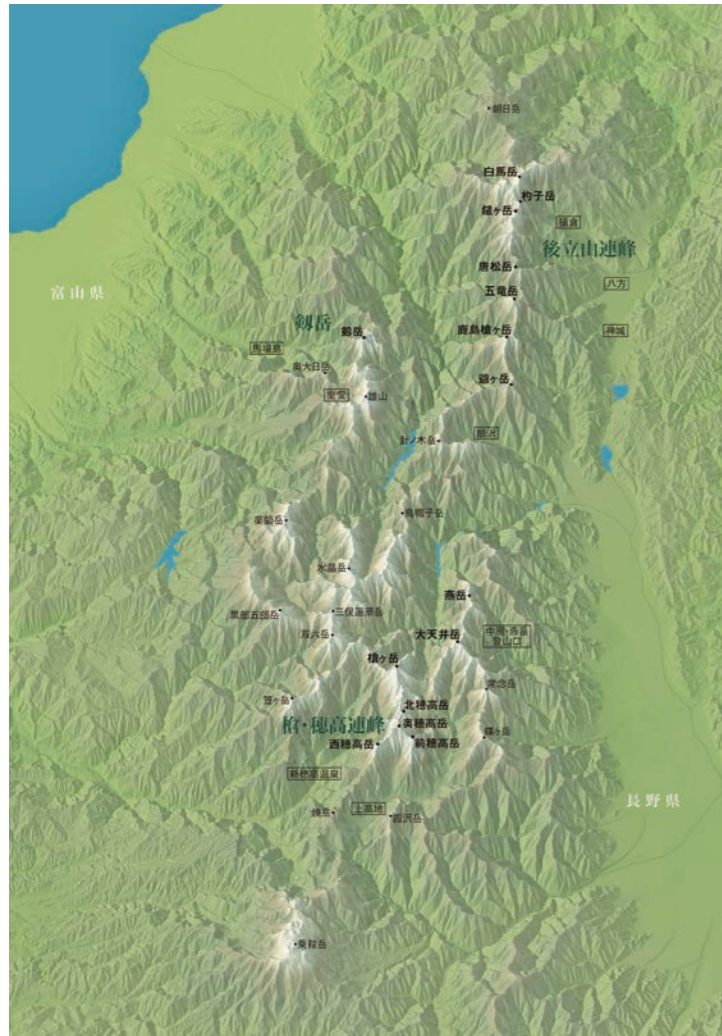 朝日岳
白馬岳
杓子岳
鑓ヶ岳
猿倉
後立山連峰
唐松岳
八方
富山県
五竜岳
剱岳
剱岳
鹿島槍ヶ岳
神城
馬場島
奥大日岳
爺ヶ岳
室堂
雄山
針ノ木岳
扇沢
薬師岳
烏帽子岳
水晶岳
燕岳
黒部五郎岳
三俣蓮華岳
双六岳
大天井岳
中房・燕岳
登山口
槍ヶ岳
常念岳
笠ヶ岳
北穂高岳
槍・穂高連峰
奥穂高岳
西穂高岳
前穂高岳
蝶ヶ岳
新穂高温泉
長野県
焼岳
上高地
霞沢岳
乗鞍岳